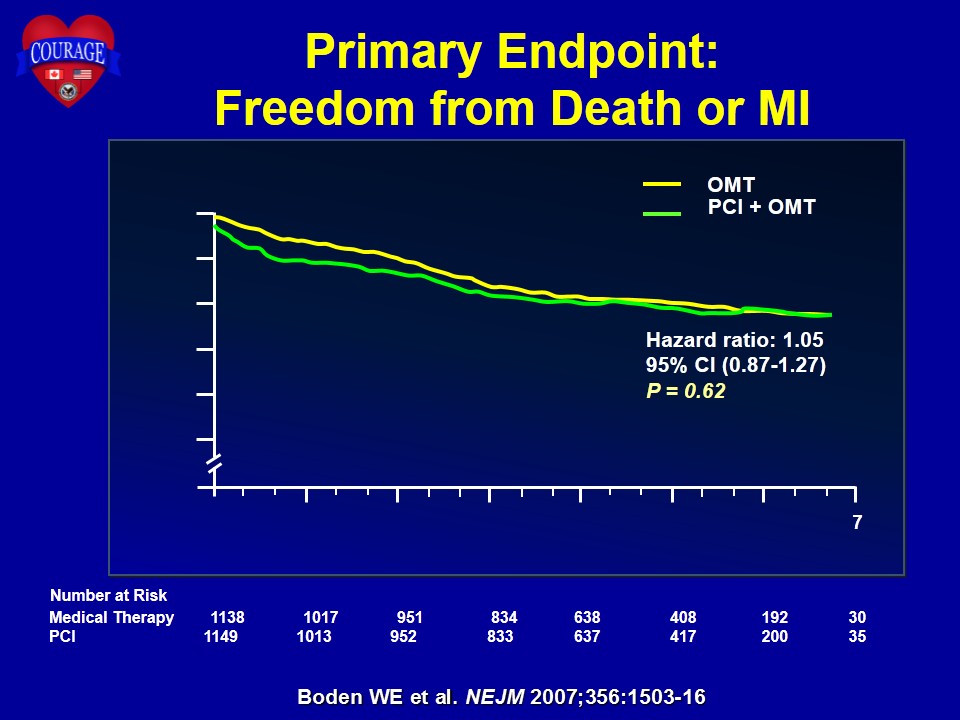 COURAGE
Primary Endpoint:
Freedom from Death or MI
OMT
PCI + OMT
Hazard ratio: 1.05
95% CI (0.87-1.27)
P = 0.62
7
Number at Risk
Medical Therapy 1138 1017 951 834 638 408 192 30
PCI 1149 1013 952 833 637 417 200 35
Boden WE et al. NEJM 2007;356:1503-16